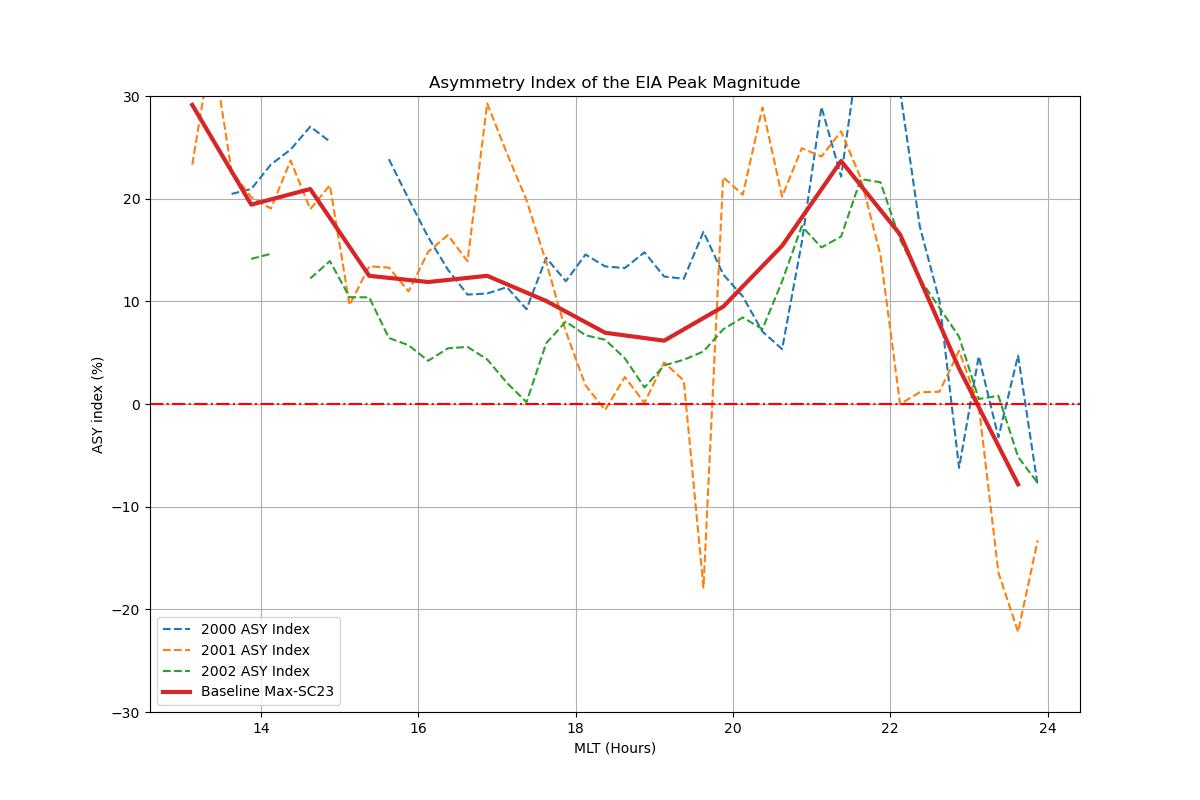 Asymmetry Index of the EIA Peak Magnitude
30
20
10
0
−10
−20
−30
ASY index (%)
2000 ASY Index
2001 ASY Index
2002 ASY Index
Baseline Max-SC23
14 16 18 20 22 24
MLT (Hours)